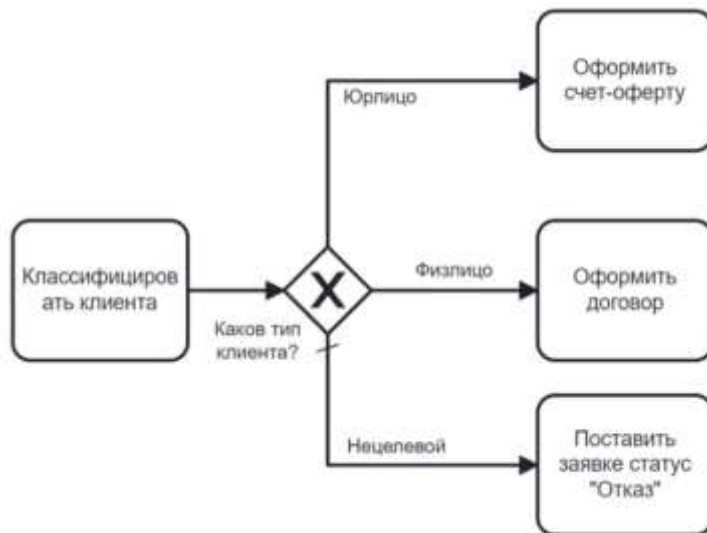 Оформить
счет-оферту
Юрлицо
Классифициров
ать клиента
X
Физлицо
Оформить
договор
Каков тип
клиента?
Нецелевой
Поставить
заявке статус
"Отказ"